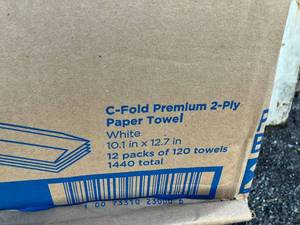 C-Fold Premium 2-Ply
Paper Towel
White
10.1 in x 12.7 in
12 packs of 120 towels
1440 total